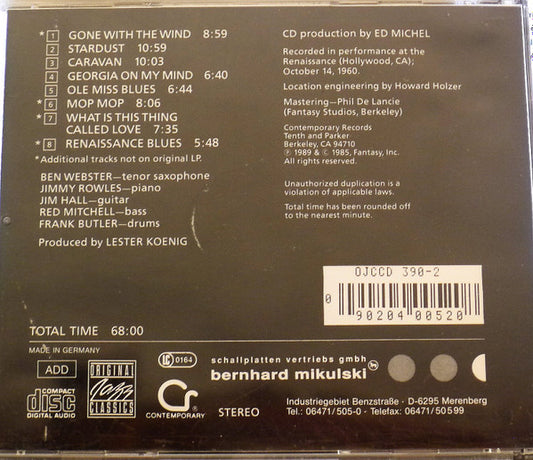 * 1 GONE WITH THE WIND 8:59
2 STARDUST 10:59
3 CARAVAN 10:03
4 GEORGIA ON MY MIND 6:40
5 OLE MISS BLUES 6:44
* 6 MOP MOP 8:06
* 7 WHAT IS THIS THING
CALLED LOVE 7:35
* 8 RENAISSANCE BLUES 5:48
*Additional tracks not on original LP.
BEN WEBSTER—tenor saxophone
JIMMY ROWLES—piano
JIM HALL—guitar
RED MITCHELL—bass
FRANK BUTLER—drums
Produced by LESTER KOENIG
CD production by ED MICHEL
Recorded in performance at the
Renaissance (Hollywood, CA);
October 14, 1960.
Location engineering by Howard Holzer
Mastering—Phil De Lancie
(Fantasy Studios, Berkeley)
Contemporary Records
Tenth and Parker
Berkeley, CA 94710
℗ 1989 & © 1985, Fantasy, Inc.
All rights reserved.
Unauthorized duplication is a
violation of applicable laws.
Total time has been rounded off
to the nearest minute.
OJCCD 390-2
0 90204 00520
TOTAL TIME 68:00
MADE IN GERMANY
ADD
COMPACT
disc
DIGITAL AUDIO
ORIGINAL
Jazz
CLASSICS
CR
CONTEMPORARY
STEREO
LC 0164
schallplatten vertriebs gmbh
bernhard mikulski
Industriegebiet Benzstraße · D-6295 Merenberg
Tel.: 06471/505-0 · Telefax: 06471/50599